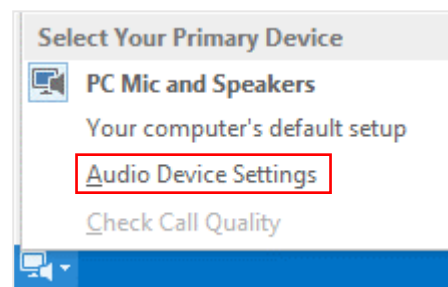 Select Your Primary Device
PC Mic and Speakers
Your computer's default setup
Audio Device Settings
Check Call Quality